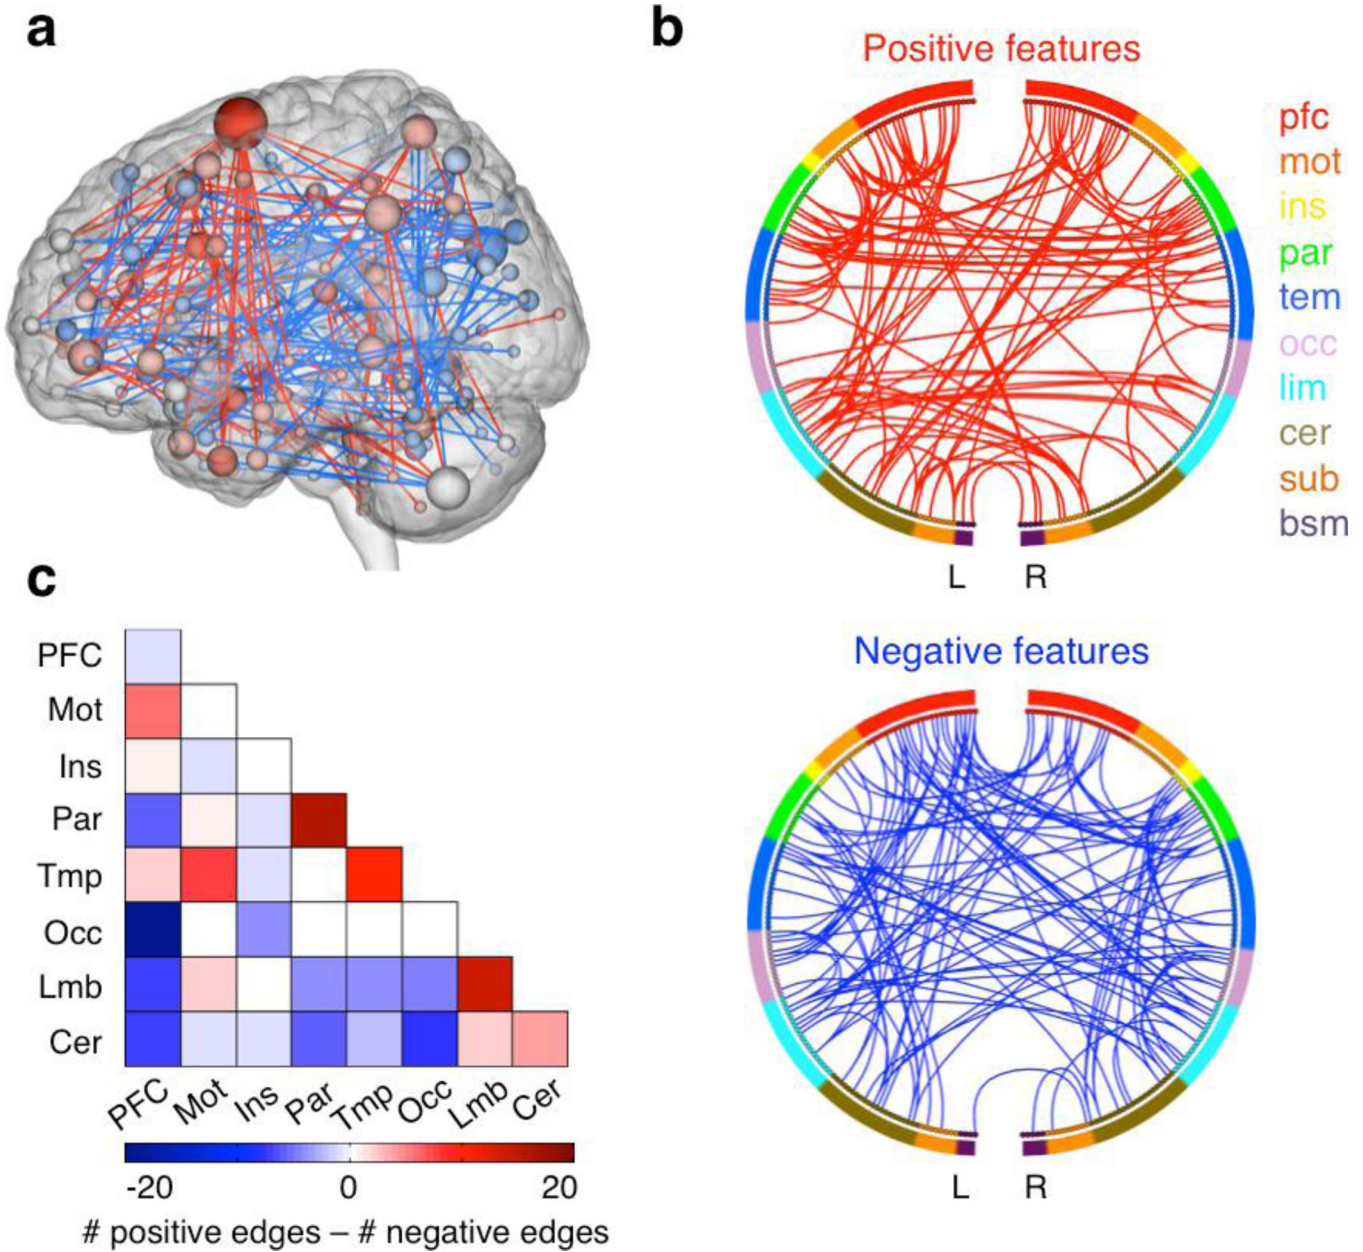 a
b
Positive features
pfc
mot
ins
par
tem
occ
lim
cer
sub
bsm
L R
c
PFC
Mot
Ins
Par
Tmp
Occ
Lmb
Cer
PFC Mot Ins Par Tmp Occ Lmb Cer
-20 0 20
# positive edges – # negative edges
Negative features
L R